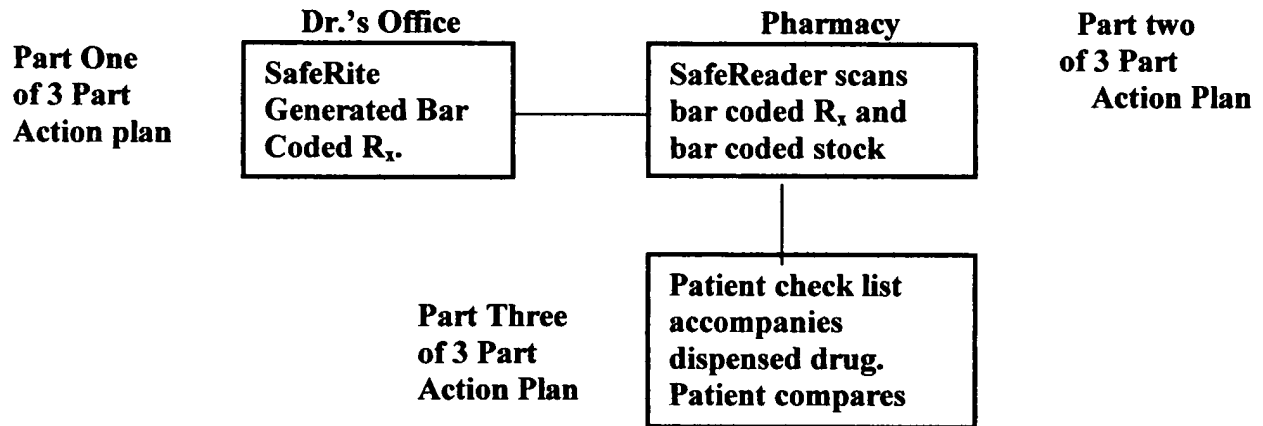 Part One
of 3 Part
Action plan
Dr.'s Office
SafeRite
Generated Bar
Coded Rₓ.
Pharmacy
SafeReader scans
bar coded Rₓ and
bar coded stock
Part two
of 3 Part
Action Plan
Part Three
of 3 Part
Action Plan
Patient check list
accompanies
dispensed drug.
Patient compares